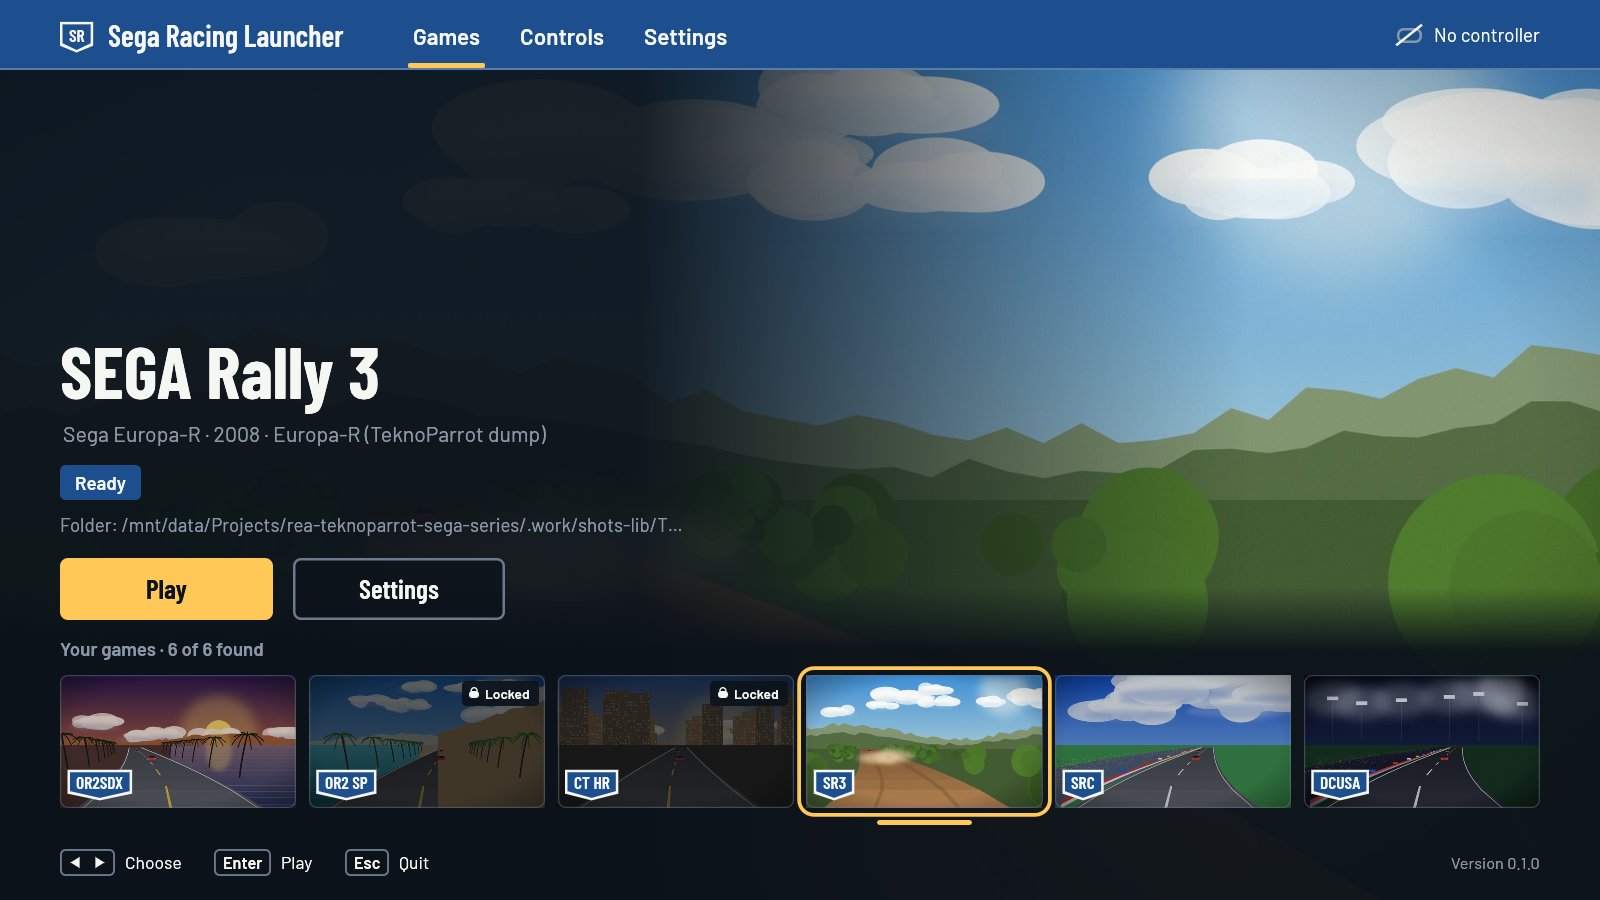 SR Sega Racing Launcher Games Controls Settings No controller
SEGA Rally 3
Sega Europa-R · 2008 · Europa-R (TeknoParrot dump)
Ready
Folder: /mnt/data/Projects/rea-teknoparrot-sega-series/.work/shots-lib/T...
Play Settings
Your games · 6 of 6 found
Locked Locked
OR2SDX OR2 SP CT HR SR3 SRC DCUSA
◀ ▶ Choose Enter Play Esc Quit Version 0.1.0